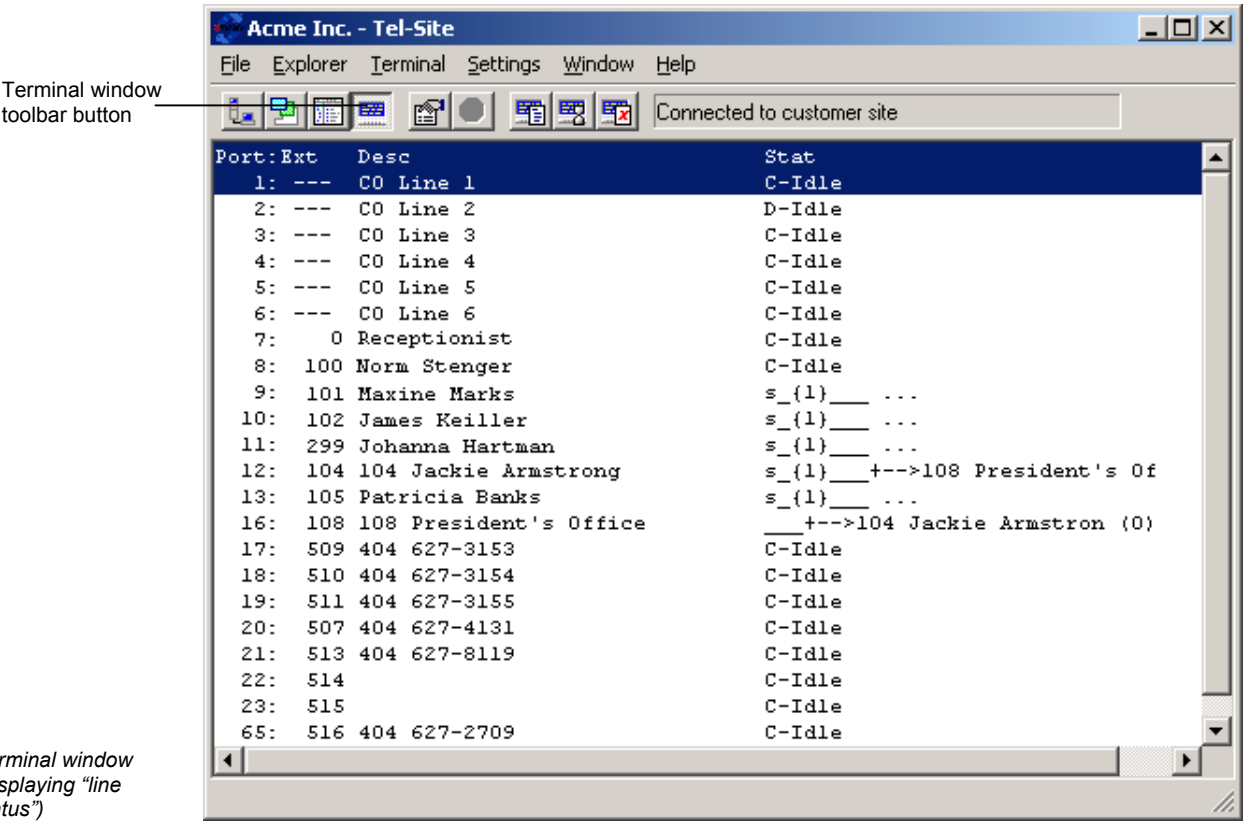 Acme Inc. - Tel-Site
File Explorer Terminal Settings Window Help
Terminal window
toolbar button
Connected to customer site
Port:Ext Desc Stat
1: --- CO Line 1 C-Idle
2: --- CO Line 2 D-Idle
3: --- CO Line 3 C-Idle
4: --- CO Line 4 C-Idle
5: --- CO Line 5 C-Idle
6: --- CO Line 6 C-Idle
7: 0 Receptionist C-Idle
8: 100 Norm Stenger C-Idle
9: 101 Maxine Marks s_{1}___ ...
10: 102 James Keiller s_{1}___ ...
11: 299 Johanna Hartman s_{1}___ ...
12: 104 104 Jackie Armstrong s_{1}___+-->108 President's Of
13: 105 Patricia Banks s_{1}___ ...
16: 108 108 President's Office ___+-->104 Jackie Armstron (0)
17: 509 404 627-3153 C-Idle
18: 510 404 627-3154 C-Idle
19: 511 404 627-3155 C-Idle
20: 507 404 627-4131 C-Idle
21: 513 404 627-8119 C-Idle
22: 514 C-Idle
23: 515 C-Idle
65: 516 404 627-2709 C-Idle
rminal window
splaying “line
tus”)